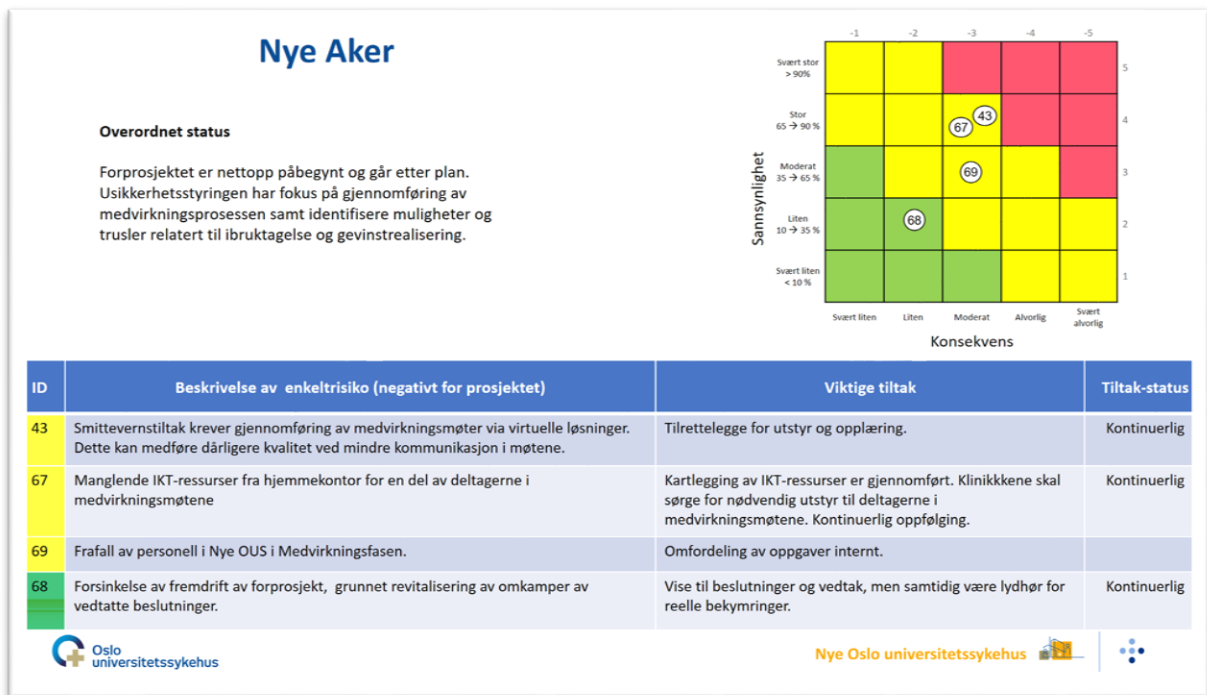 Nye Aker
Overordnet status
Forprosjektet er nettopp påbegynt og går etter plan.
Usikkerhetsstyringen har fokus på gjennomføring av
medvirkningsprosessen samt identifisere muligheter og
trusler relatert til ibruktagelse og gevinstrealisering.
-1 -2 -3 -4 -5
Sannsynlighet
Svært stor
> 90%
5
Stor
65 → 90 %
67 43
4
Moderat
35 → 65 %
69
3
Liten
10 → 35 %
68
2
Svært liten
< 10 %
1
Svært liten Liten Moderat Alvorlig Svært
alvorlig
Konsekvens
ID Beskrivelse av enkeltrisiko (negativt for prosjektet) Viktige tiltak Tiltak-status
43 Smittevernstiltak krever gjennomføring av medvirkningsmøter via virtuelle løsninger. Tilrettelegge for utstyr og opplæring. Kontinuerlig
Dette kan medføre dårligere kvalitet ved mindre kommunikasjon i møtene.
67 Manglende IKT-ressurser fra hjemmekontor for en del av deltagerne i Kartlegging av IKT-ressurser er gjennomført. Klinikkkene skal Kontinuerlig
medvirkningsmøtene sørge for nødvendig utstyr til deltagerne i
medvirkningsmøtene. Kontinuerlig oppfølging.
69 Frafall av personell i Nye OUS i Medvirkningsfasen. Omfordeling av oppgaver internt.
68 Forsinkelse av fremdrift av forprosjekt, grunnet revitalisering av omkamper av Vise til beslutninger og vedtak, men samtidig være lydhør for Kontinuerlig
vedtatte beslutninger. reelle bekymringer.
Oslo
universitetssykehus
Nye Oslo universitetssykehus